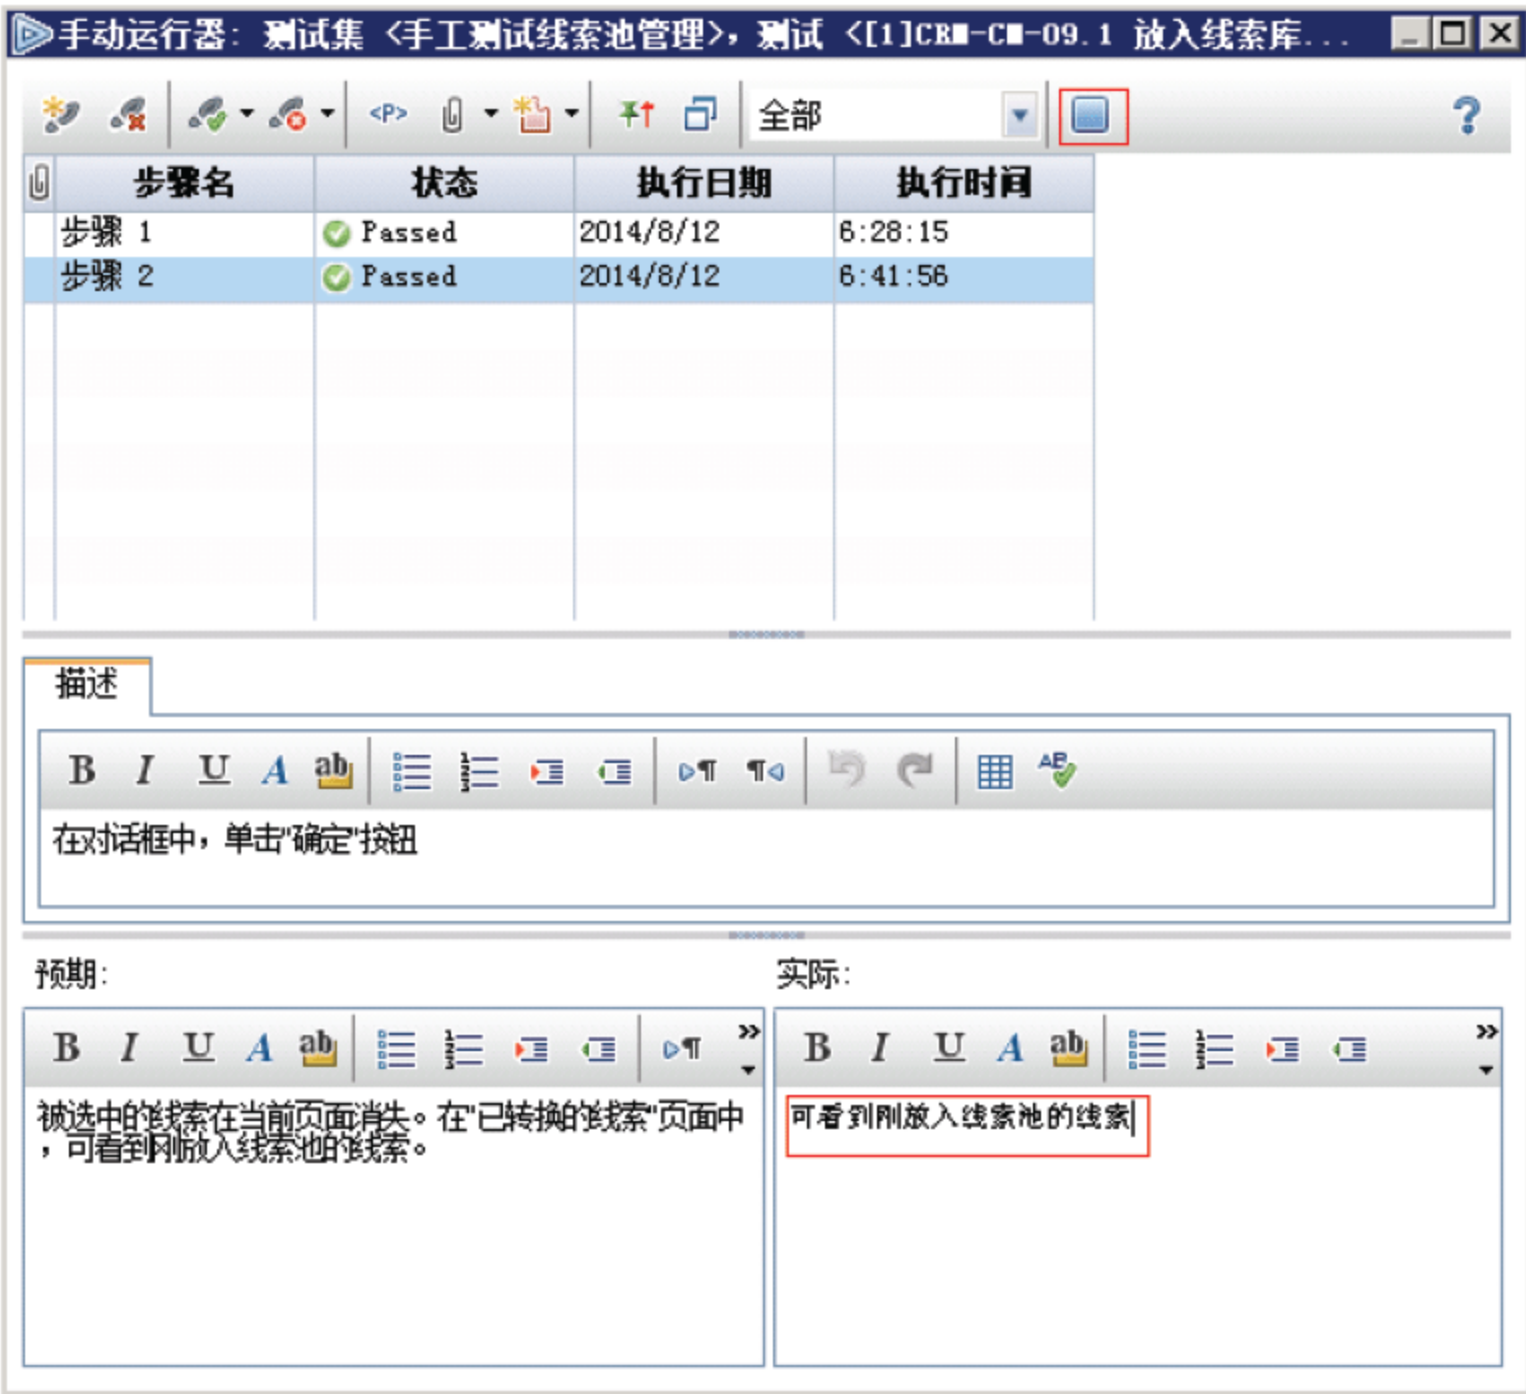 手动运行器: 测试集 <手工测试线索池管理>, 测试 <[1]CRM-CM-09.1 放入线索库...
<P> 全部
步骤名 状态 执行日期 执行时间
步骤 1 Passed 2014/8/12 6:28:15
步骤 2 Passed 2014/8/12 6:41:56
描述
B I U A ab
在对话框中，单击"确定"按钮
预期: 实际:
B I U A ab
B I U A ab
被选中的线索在当前页面消失。在"已转换的线索"页面中
，可看到刚放入线索池的线索。
可看到刚放入线索池的线索